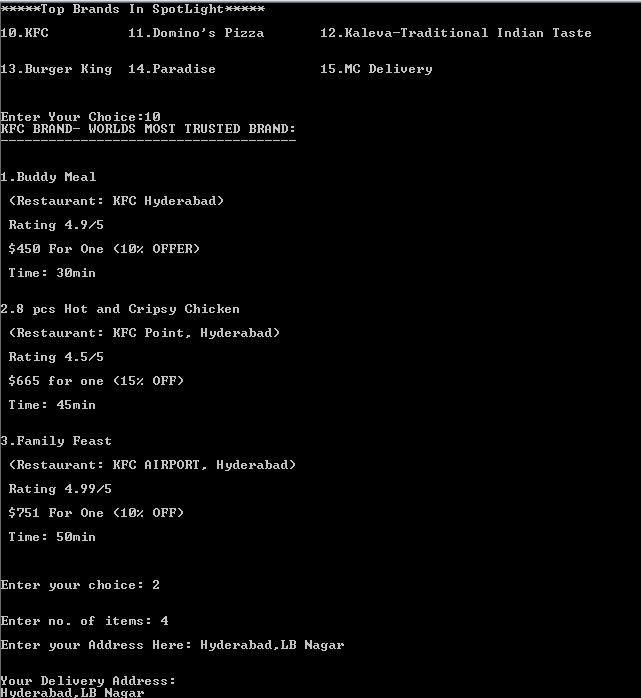 *****Top Brands In SpotLight*****
10.KFC 11.Domino's Pizza 12.Kaleva-Traditional Indian Taste
13.Burger King 14.Paradise 15.MC Delivery
Enter Your Choice:10
KFC BRAND- WORLDS MOST TRUSTED BRAND:
-------------------------------------
1.Buddy Meal
(Restaurant: KFC Hyderabad)
Rating 4.9/5
$450 For One (10% OFFER)
Time: 30min
2.8 pcs Hot and Cripsy Chicken
(Restaurant: KFC Point, Hyderabad)
Rating 4.5/5
$665 for one (15% OFF)
Time: 45min
3.Family Feast
(Restaurant: KFC AIRPORT, Hyderabad)
Rating 4.99/5
$751 For One (10% OFF)
Time: 50min
Enter your choice: 2
Enter no. of items: 4
Enter your Address Here: Hyderabad,LB Nagar
Your Delivery Address:
Hyderabad,LB Nagar